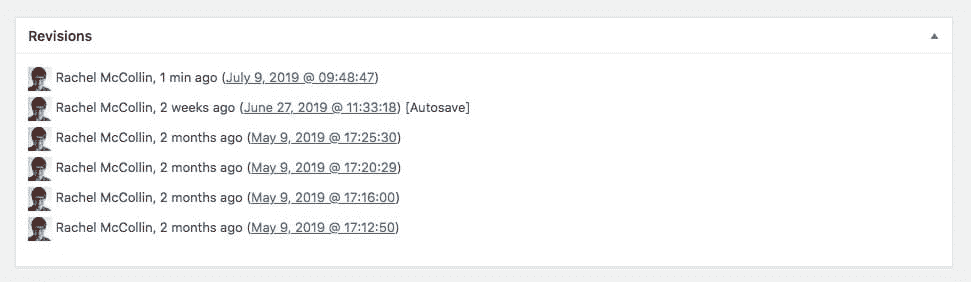 Revisions
Rachel McCollin, 1 min ago (July 9, 2019 @ 09:48:47)
Rachel McCollin, 2 weeks ago (June 27, 2019 @ 11:33:18) [Autosave]
Rachel McCollin, 2 months ago (May 9, 2019 @ 17:25:30)
Rachel McCollin, 2 months ago (May 9, 2019 @ 17:20:29)
Rachel McCollin, 2 months ago (May 9, 2019 @ 17:16:00)
Rachel McCollin, 2 months ago (May 9, 2019 @ 17:12:50)